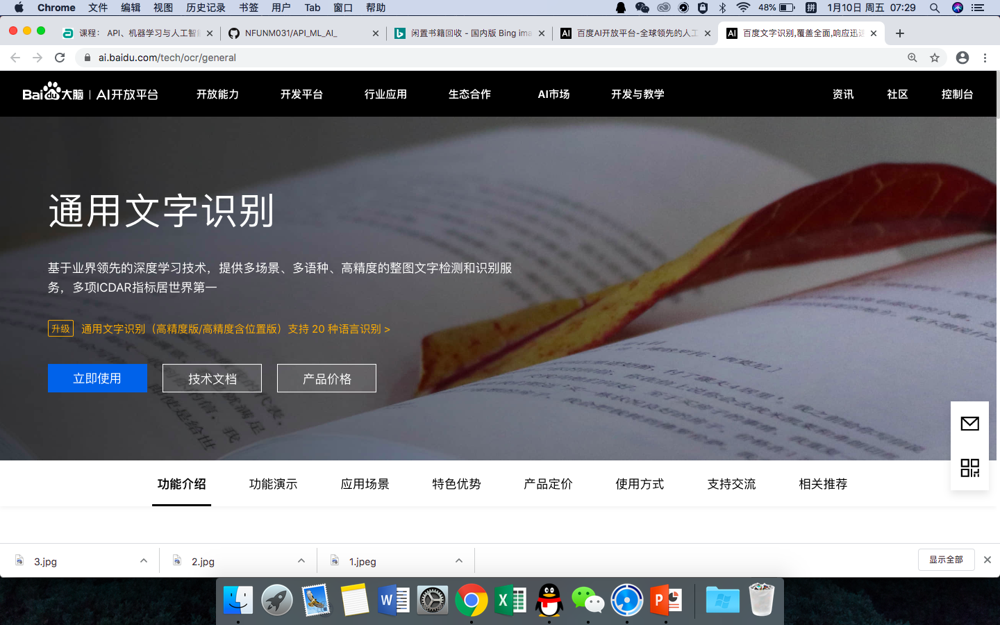 Chrome 文件 编辑 视图 历史记录 书签 用户 Tab 窗口 帮助 48% 拼 1月10日 周五 07:29
课程： API、机器学习与人工智能 NFUNM031/API_ML_AI_ 闲置书籍回收 - 国内版 Bing ima 百度AI开放平台-全球领先的人工 百度文字识别,覆盖全面,响应迅速
ai.baidu.com/tech/ocr/general
Bai du 大脑 AI开放平台 开放能力 开发平台 行业应用 生态合作 AI市场 开发与教学 资讯 社区 控制台
通用文字识别
基于业界领先的深度学习技术，提供多场景、多语种、高精度的整图文字检测和识别服
务，多项ICDAR指标居世界第一
升级 通用文字识别（高精度版/高精度含位置版）支持 20 种语言识别 >
立即使用 技术文档 产品价格
功能介绍 功能演示 应用场景 特色优势 产品定价 使用方式 支持交流 相关推荐
3.jpg 2.jpg 1.jpeg 显示全部